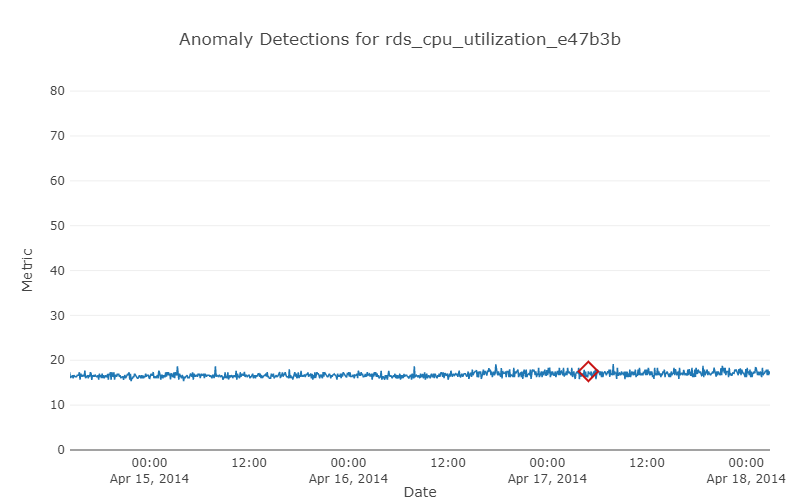 Anomaly Detections for rds_cpu_utilization_e47b3b
80
70
60
50
40
30
20
10
0
Metric
00:00 12:00 00:00 12:00 00:00 12:00 00:00
Apr 15, 2014 Apr 16, 2014 Apr 17, 2014 Apr 18, 2014
Date